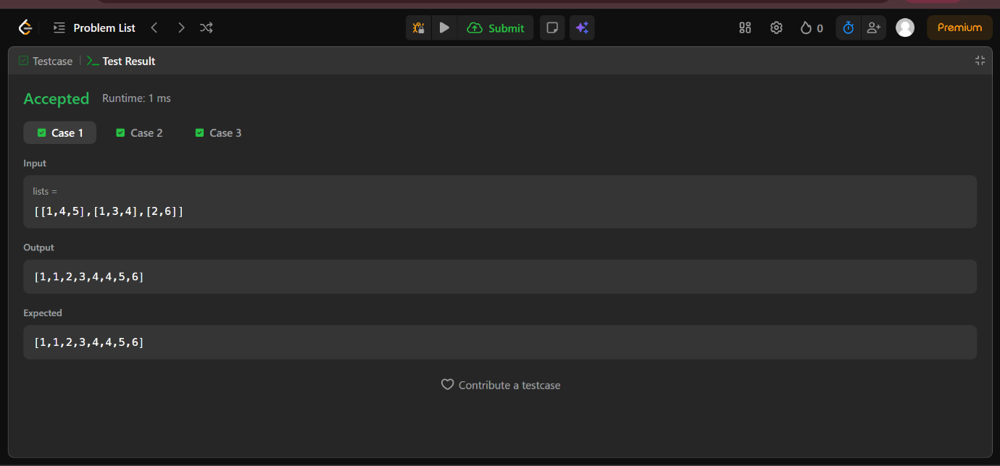 Problem List
Submit
0
Premium
Testcase
Test Result
Accepted Runtime: 1 ms
Case 1 Case 2 Case 3
Input
lists =
[[1,4,5],[1,3,4],[2,6]]
Output
[1,1,2,3,4,4,5,6]
Expected
[1,1,2,3,4,4,5,6]
Contribute a testcase